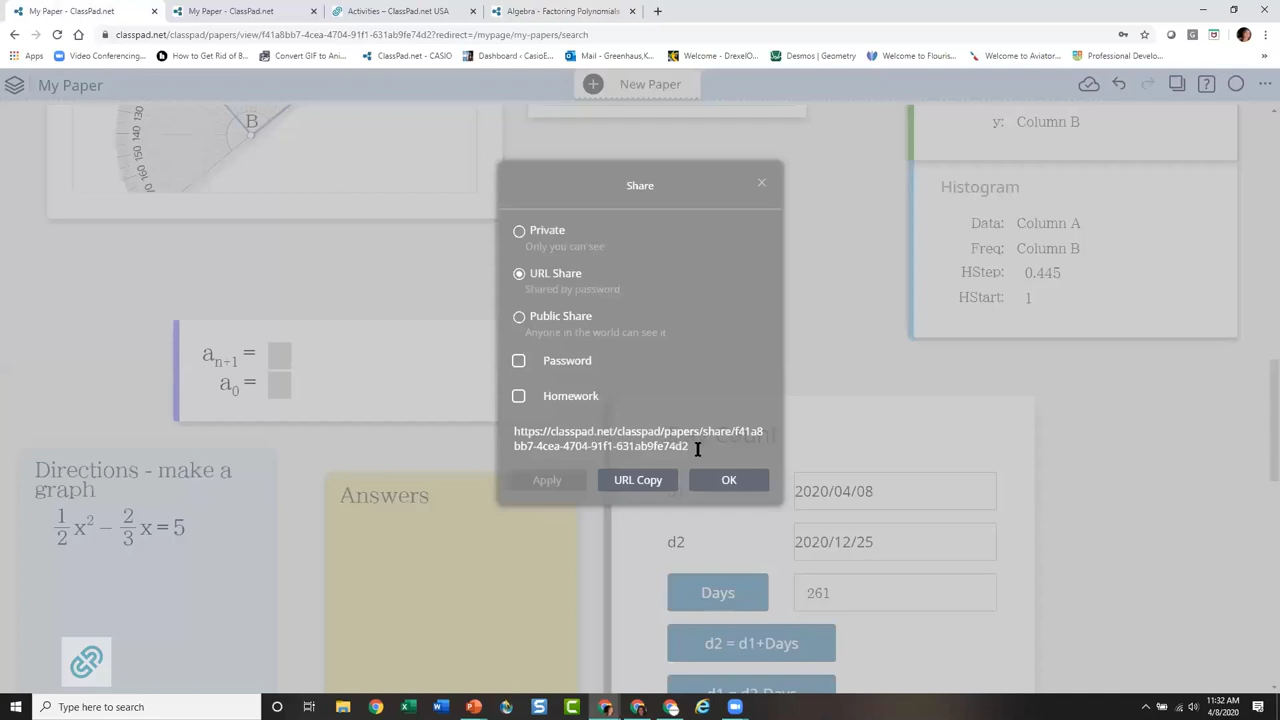 My Paper
My Paper
Activities – ClassPad.net USA
Algebra - Factoring Polynomials
classpad.net/classpad/papers/view/f41a8bb7-4cea-4704-91f1-631ab9fe74d2?redirect=/mypage/my-papers/search
Apps
Video Conferencing...
How to Get Rid of B...
Convert GIF to Ani...
ClassPad.net - CASIO
Dashboard - CasioE...
Mail - Greenhaus,K...
Welcome - DrexelO...
Desmos | Geometry
Welcome to Flouris...
Welcome to Aviator...
Professional Develo...
My Paper
New Paper
130
140
150
B
y: Column B
Histogram
Data: Column A
Freq: Column B
HStep: 0.445
HStart: 1
Share
Private
Only you can see
URL Share
Shared by password
Public Share
Anyone in the world can see it
Password
Homework
https://classpad.net/classpad/papers/share/f41a8
bb7-4cea-4704-91f1-631ab9fe74d2
Apply
URL Copy
OK
aₙ₊₁ =
a₀ =
Directions - make a
graph
1/2 x² − 2/3 x = 5
Answers
Count
2020/04/08
d2
2020/12/25
Days
261
d2 = d1+Days
d1 = d2-Days
Type here to search
11:32 AM
4/8/2020